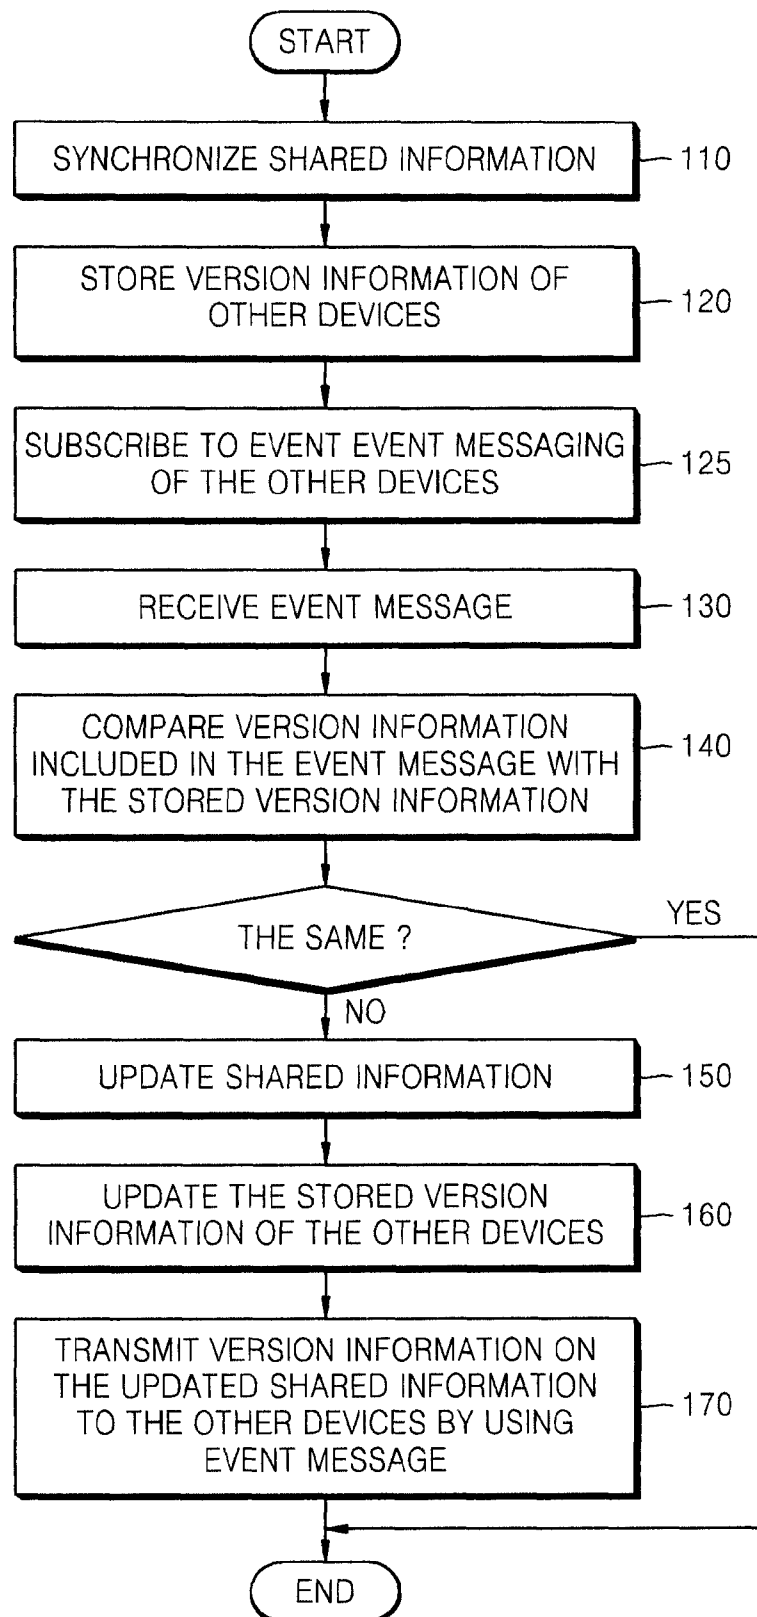 START
SYNCHRONIZE SHARED INFORMATION
110
STORE VERSION INFORMATION OF
OTHER DEVICES
120
SUBSCRIBE TO EVENT EVENT MESSAGING
OF THE OTHER DEVICES
125
RECEIVE EVENT MESSAGE
130
COMPARE VERSION INFORMATION
INCLUDED IN THE EVENT MESSAGE WITH
THE STORED VERSION INFORMATION
140
THE SAME ?
YES
NO
UPDATE SHARED INFORMATION
150
UPDATE THE STORED VERSION
INFORMATION OF THE OTHER DEVICES
160
TRANSMIT VERSION INFORMATION ON
THE UPDATED SHARED INFORMATION
TO THE OTHER DEVICES BY USING
EVENT MESSAGE
170
END